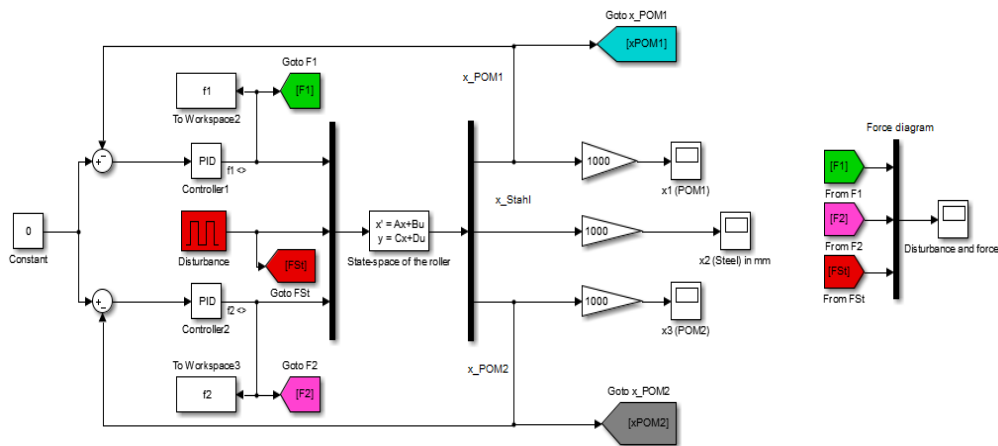 Goto x_POM1
[xPOM1]
x_POM1
Goto F1
[F1]
f1
To Workspace2
PID
f1 <>
Controller1
1000
x1 (POM1)
Force diagram
[F1]
From F1
x_Stahl
0
Constant
Disturbance
[FSt]
Goto FSt
x' = Ax+Bu
y = Cx+Du
State-space of the roller
1000
x2 (Steel) in mm
[F2]
From F2
Disturbance and force
[FSt]
From FSt
PID
f2 <>
Controller2
1000
x3 (POM2)
To Workspace3
f2
Goto F2
[F2]
x_POM2
Goto x_POM2
[xPOM2]